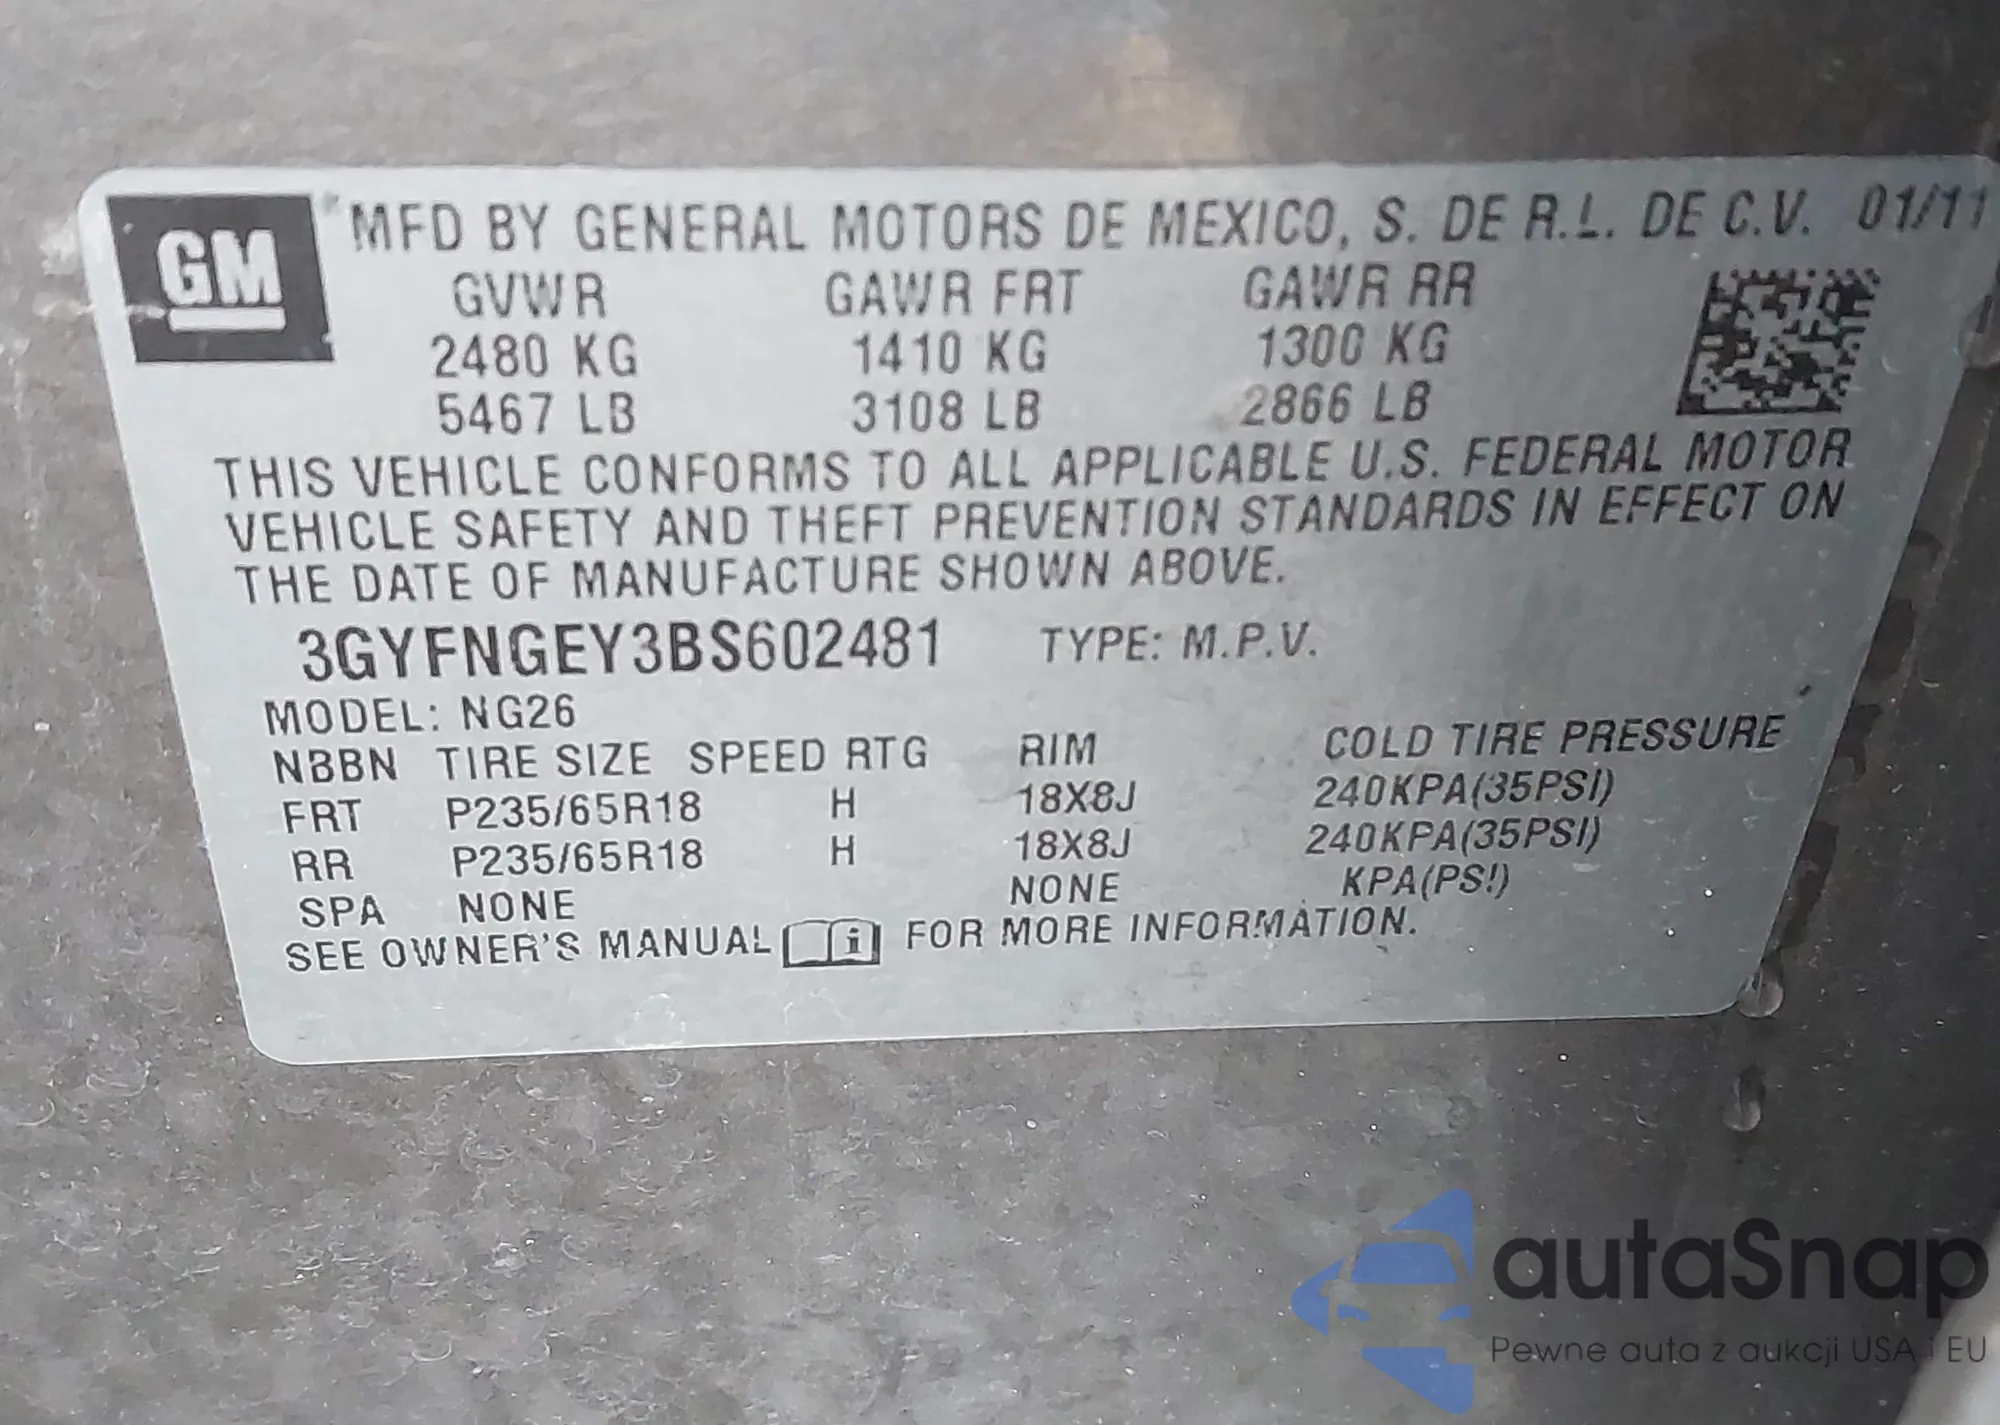 GM
MFD BY GENERAL MOTORS DE MEXICO, S. DE R.L. DE C.V. 01/11
GVWR GAWR FRT GAWR RR
2480 KG 1410 KG 1300 KG
5467 LB 3108 LB 2866 LB
THIS VEHICLE CONFORMS TO ALL APPLICABLE U.S. FEDERAL MOTOR
VEHICLE SAFETY AND THEFT PREVENTION STANDARDS IN EFFECT ON
THE DATE OF MANUFACTURE SHOWN ABOVE.
3GYFNGEY3BS602481 TYPE: M.P.V.
MODEL: NG26
NBBN TIRE SIZE SPEED RTG RIM COLD TIRE PRESSURE
FRT P235/65R18 H 18X8J 240KPA(35PSI)
RR P235/65R18 H 18X8J 240KPA(35PSI)
SPA NONE NONE KPA(PSI)
SEE OWNER'S MANUAL i FOR MORE INFORMATION.
autaSnap
Pewne auta z aukcji USA i EU